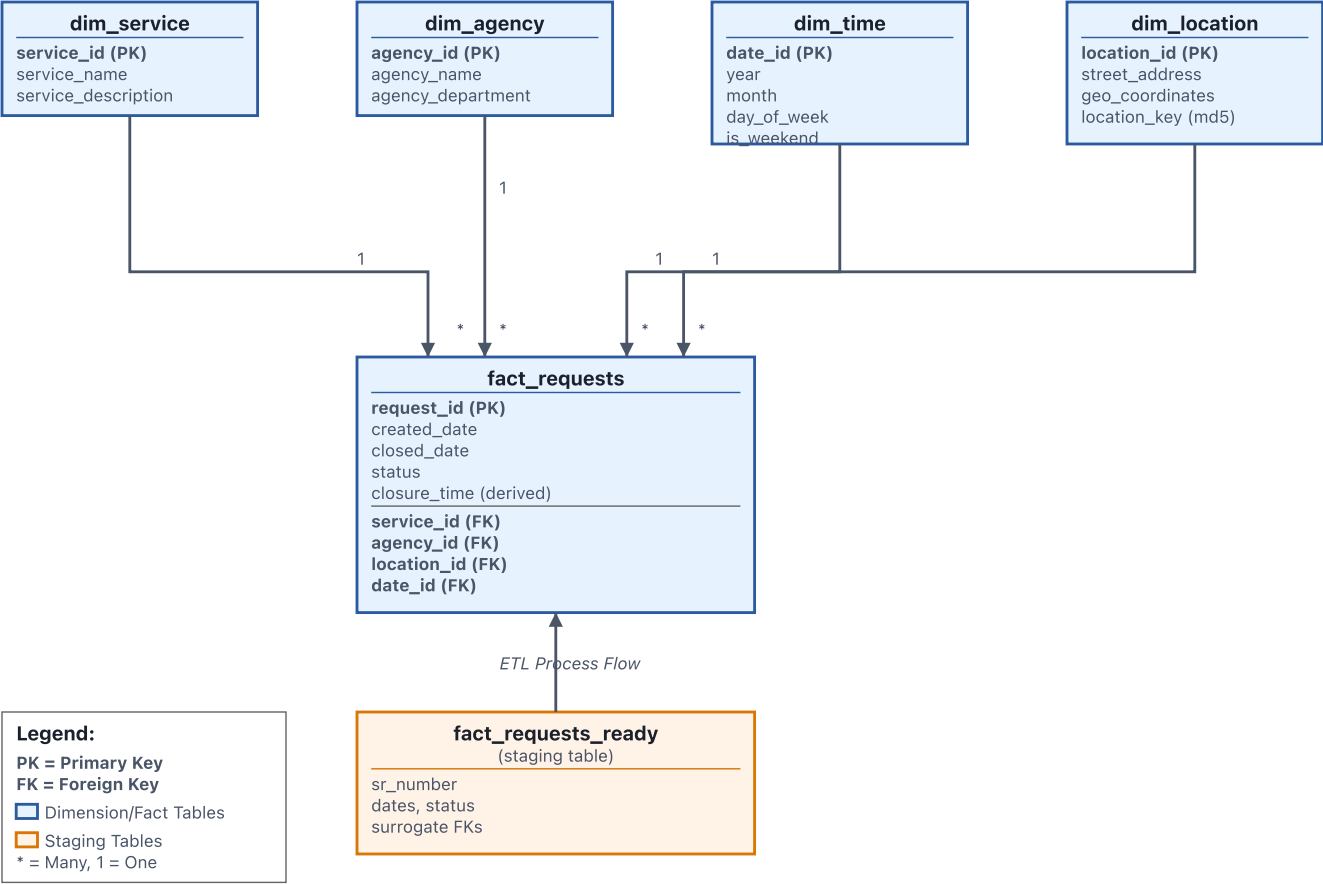 dim_service
service_id (PK)
service_name
service_description
dim_agency
agency_id (PK)
agency_name
agency_department
dim_time
date_id (PK)
year
month
day_of_week
is_weekend
dim_location
location_id (PK)
street_address
geo_coordinates
location_key (md5)
1
1
1
1
*
*
*
*
fact_requests
request_id (PK)
created_date
closed_date
status
closure_time (derived)
service_id (FK)
agency_id (FK)
location_id (FK)
date_id (FK)
ETL Process Flow
fact_requests_ready
(staging table)
sr_number
dates, status
surrogate FKs
Legend:
PK = Primary Key
FK = Foreign Key
Dimension/Fact Tables
Staging Tables
* = Many, 1 = One